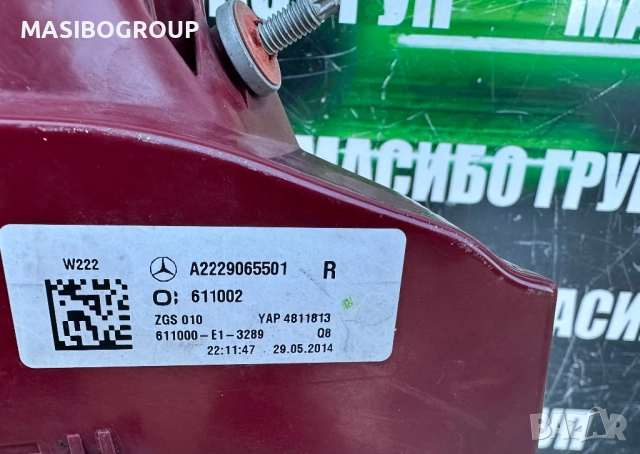 MASIBOGROUP
МАСИБО ГРУП
W222
A2229065501 R
611002
ZGS 010 YAP 4811813
611000-E1-3289 Q8
22:11:47 29.05.2014
BAZAR